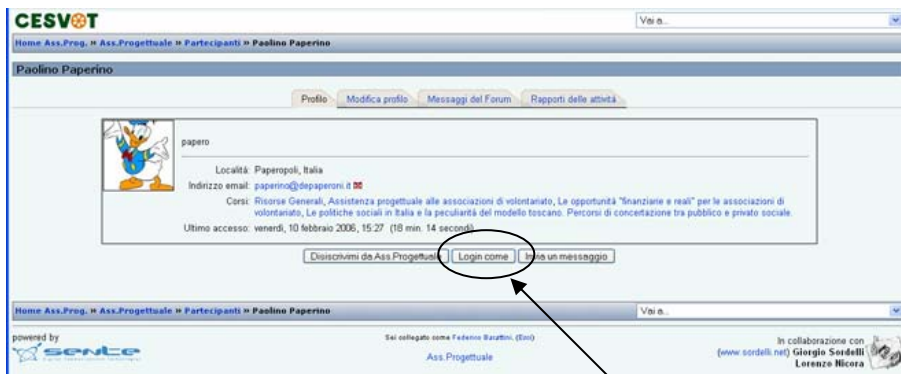 CESVOT
Vai a...
Home Ass.Prog. » Ass.Progettuale » Partecipanti » Paolino Paperino
Paolino Paperino
Profilo Modifica profilo Messaggi del Forum Rapporti delle attività
papero
Località: Paperopoli, Italia
Indirizzo email: paperino@depaperoni.it
Corsi: Risorse Generali, Assistenza progettuale alle associazioni di volontariato, Le opportunità "finanziarie e reali" per le associazioni di
volontariato, Le politiche sociali in Italia e la peculiarità del modello toscano. Percorsi di concertazione tra pubblico e privato sociale.
Ultimo accesso: venerdì, 10 febbraio 2006, 15:27 (18 min. 14 secondi)
Disiscrivimi da Ass.Progettuale Login come Invia un messaggio
Home Ass.Prog. » Ass.Progettuale » Partecipanti » Paolino Paperino
Vai a...
powered by
sente
Sei collegato come Federico Barattini. (Esci)
Ass.Progettuale
In collaborazione con
(www.sordelli.net) Giorgio Sordelli
Lorenzo Nicora